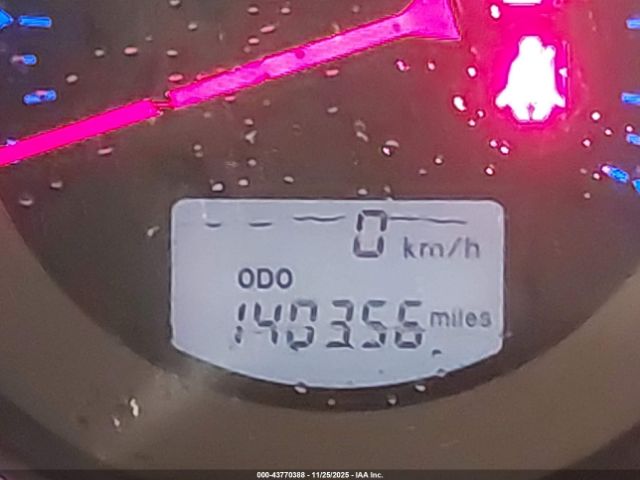 0 km/h
ODO
140356 miles
000-43770388 - 11/25/2025 - IAA Inc.